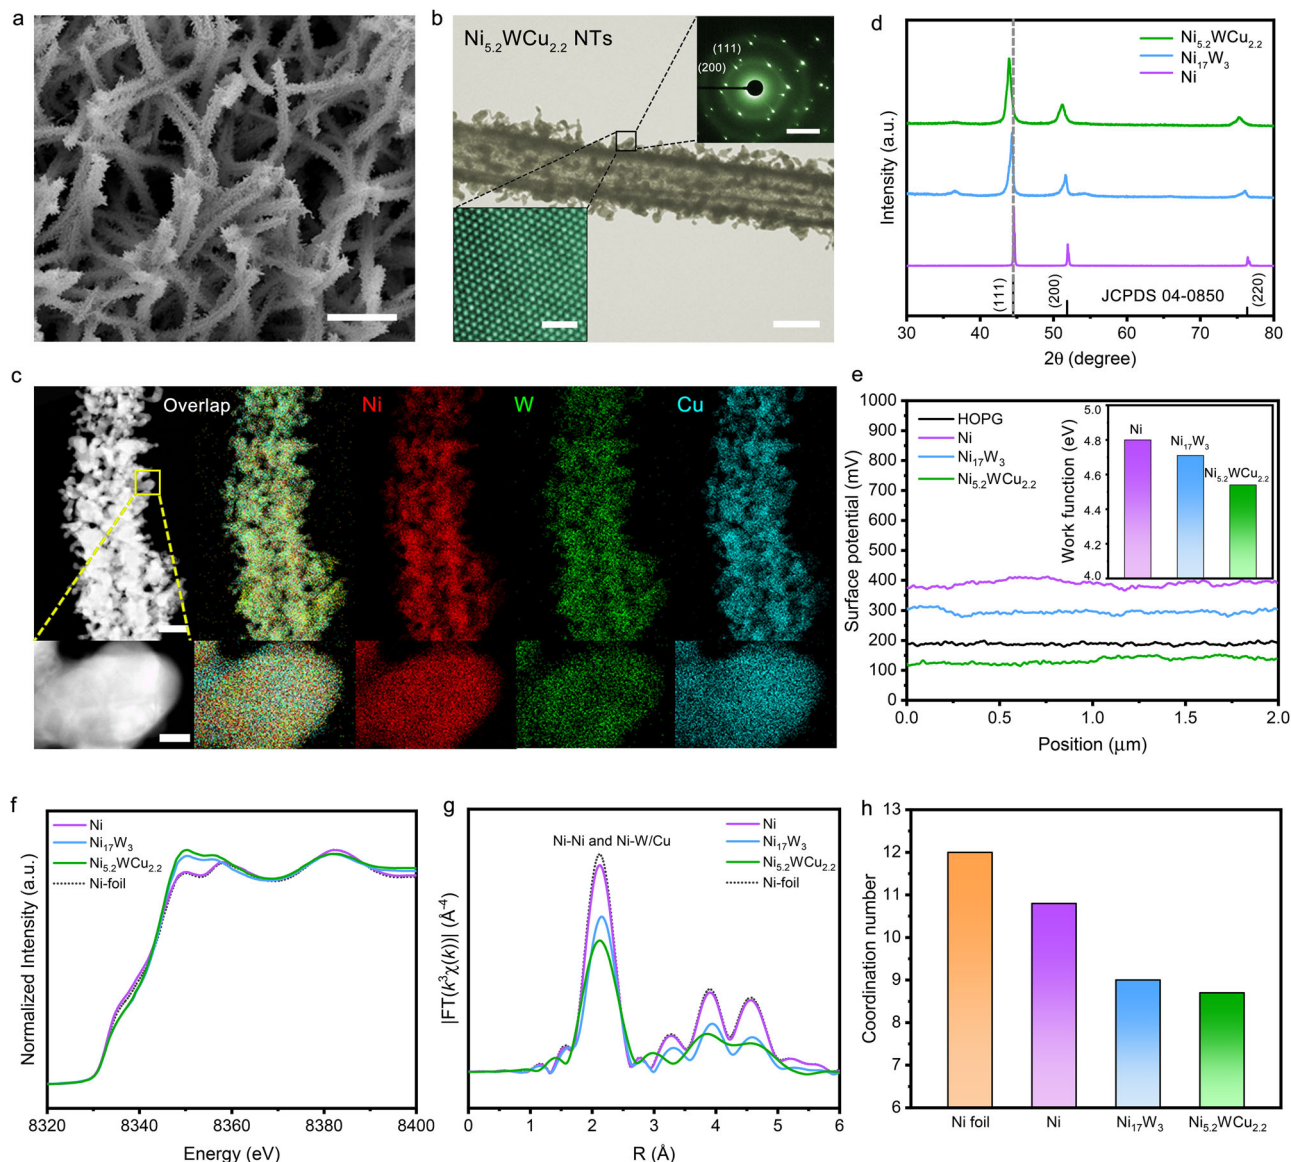 a
b
Ni5.2WCu2.2 NTs
(111)
(200)
c
Overlap
Ni
W
Cu
d
Ni5.2WCu2.2
Ni17W3
Ni
Intensity (a.u.)
(111)
(200)
JCPDS 04-0850
(220)
30 40 50 60 70 80
2θ (degree)
e
Surface potential (mV)
1000
900
800
700
600
500
400
300
200
100
0
HOPG
Ni
Ni17W3
Ni5.2WCu2.2
Work function (eV)
5.0
4.8
4.6
4.4
4.2
4.0
Ni
Ni17W3
Ni5.2WCu2.2
0.0 0.5 1.0 1.5 2.0
Position (μm)
f
Normalized Intensity (a.u.)
Ni
Ni17W3
Ni5.2WCu2.2
Ni-foil
8320 8340 8360 8380 8400
Energy (eV)
g
|FT(k³χ(k))| (Å-4)
Ni-Ni and Ni-W/Cu
Ni
Ni17W3
Ni5.2WCu2.2
Ni-foil
0 1 2 3 4 5 6
R (Å)
h
Coordination number
13
12
11
10
9
8
7
6
Ni foil Ni Ni17W3 Ni5.2WCu2.2